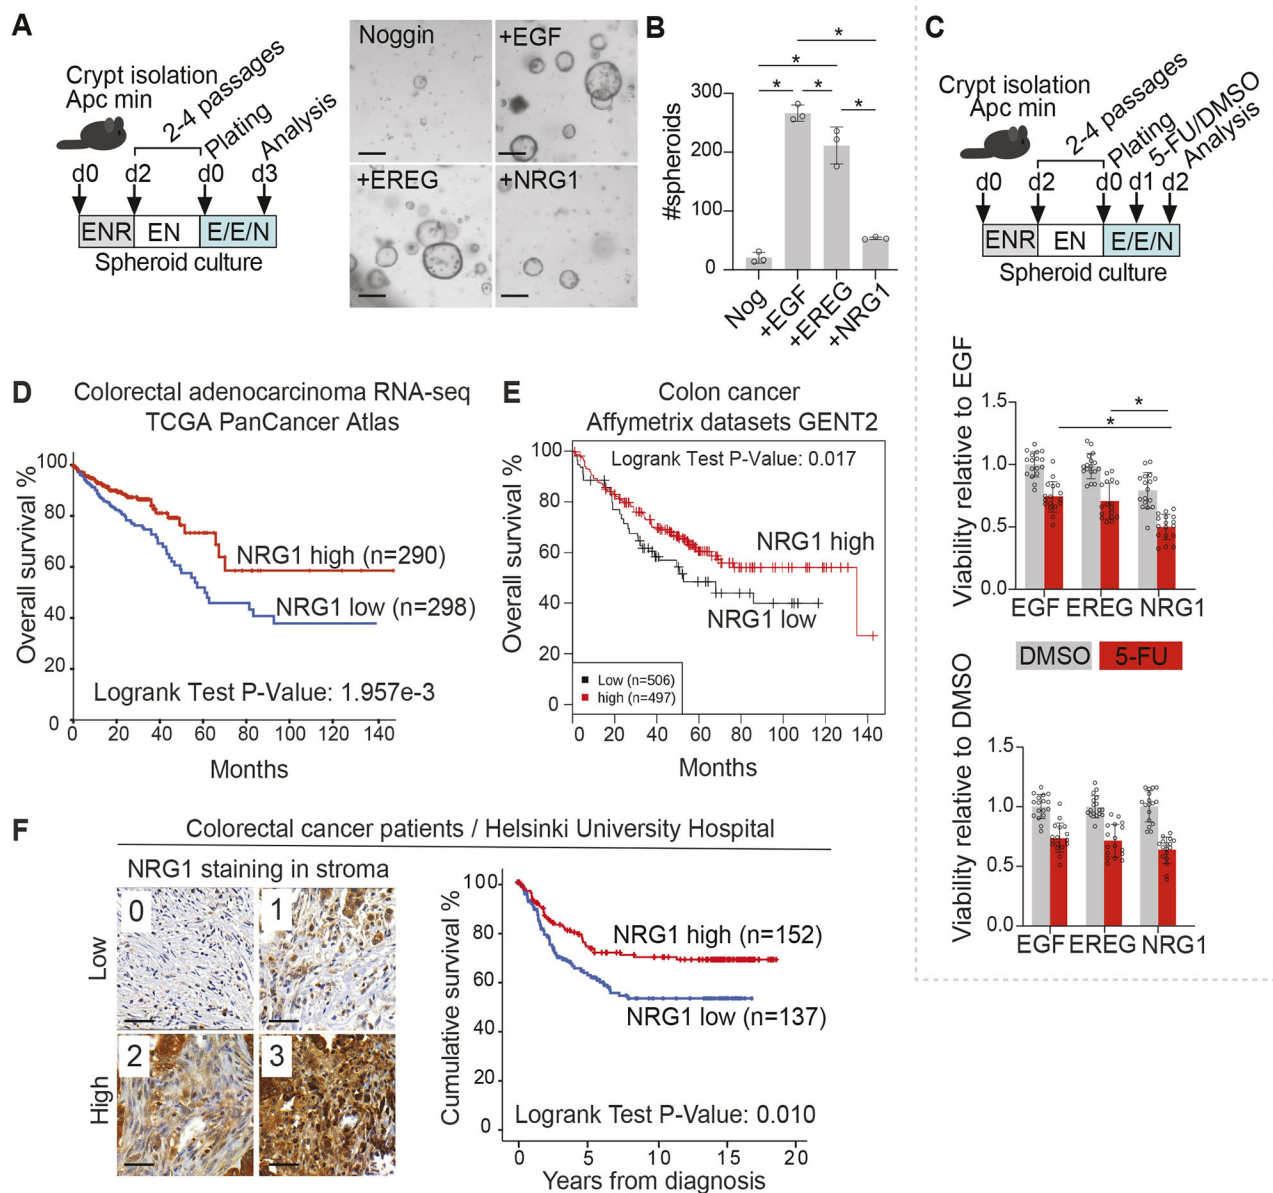 A
Crypt isolation
Apc min
2-4 passages
Plating
Analysis
d0
d2
d0
d3
ENR
EN
E/E/N
Spheroid culture
Noggin
+EGF
+EREG
+NRG1
B
#spheroids
300
200
100
0
*
*
*
*
*
Nog
+EGF
+EREG
+NRG1
C
Crypt isolation
Apc min
2-4 passages
Plating
5-FU/DMSO
Analysis
d0
d2
d0
d1
d2
ENR
EN
E/E/N
Spheroid culture
Viability relative to EGF
1.5
1.0
0.5
0.0
*
*
EGF
EREG
NRG1
DMSO
5-FU
Viability relative to DMSO
1.5
1.0
0.5
0.0
EGF
EREG
NRG1
D
Colorectal adenocarcinoma RNA-seq
TCGA PanCancer Atlas
Overall survival %
100
80
60
40
20
0
NRG1 high (n=290)
NRG1 low (n=298)
Logrank Test P-Value: 1.957e-3
0
20
40
60
80
100
120
140
Months
E
Colon cancer
Affymetrix datasets GENT2
Overall survival %
100
80
60
40
20
0
Logrank Test P-Value: 0.017
NRG1 high
NRG1 low
Low (n=506)
high (n=497)
0
20
40
60
80
100
120
140
Months
F
Colorectal cancer patients / Helsinki University Hospital
NRG1 staining in stroma
Low
High
0
1
2
3
Cumulative survival %
100
80
60
40
20
0
NRG1 high (n=152)
NRG1 low (n=137)
Logrank Test P-Value: 0.010
0
5
10
15
20
Years from diagnosis